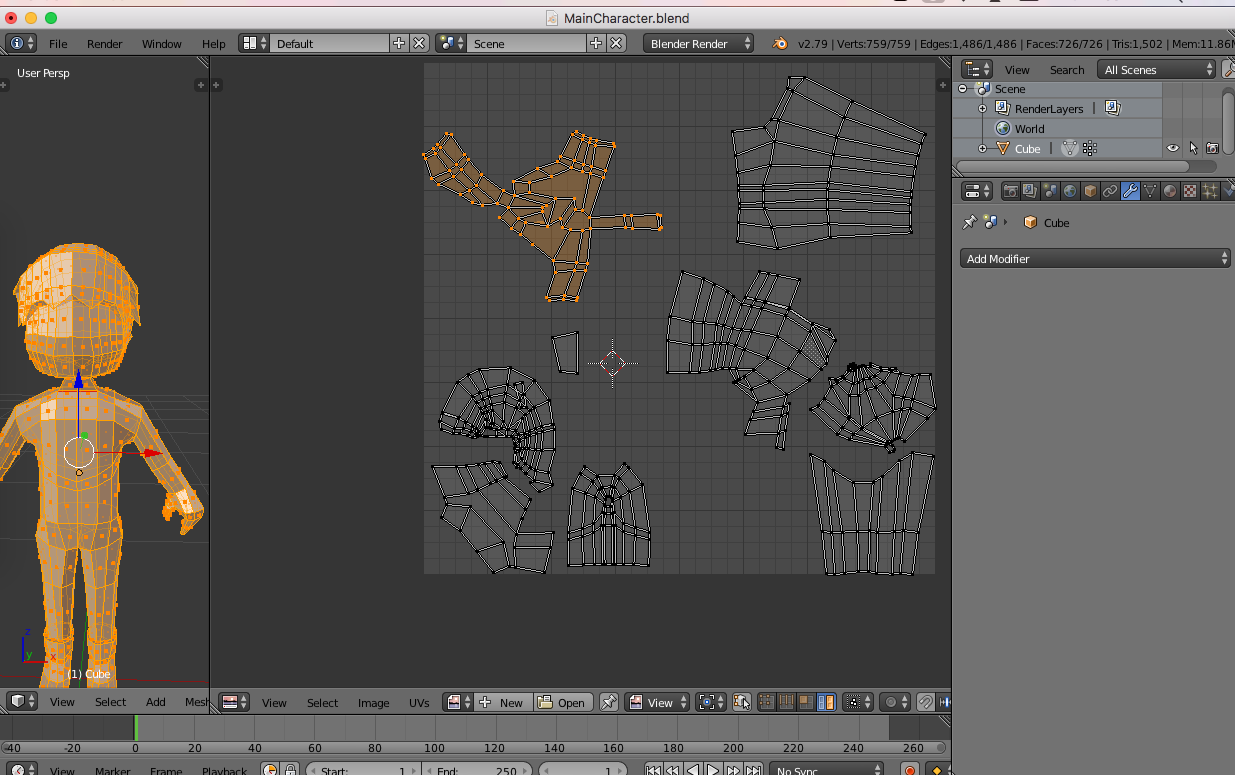 MainCharacter.blend
File Render Window Help Default Scene Blender Render v2.79 | Verts:759/759 | Edges:1,486/1,486 | Faces:726/726 | Tris:1,502 | Mem:11.86M
User Persp
View Search All Scenes
Scene
RenderLayers |
World
Cube |
Cube
Add Modifier
z
y x
(1) Cube
View Select Add Mesh View Select Image UVs New Open View
-40 -20 0 20 40 60 80 100 120 140 160 180 200 220 240 260
View Marker Frame Playback Start: 1 End: 250 1 No Sync